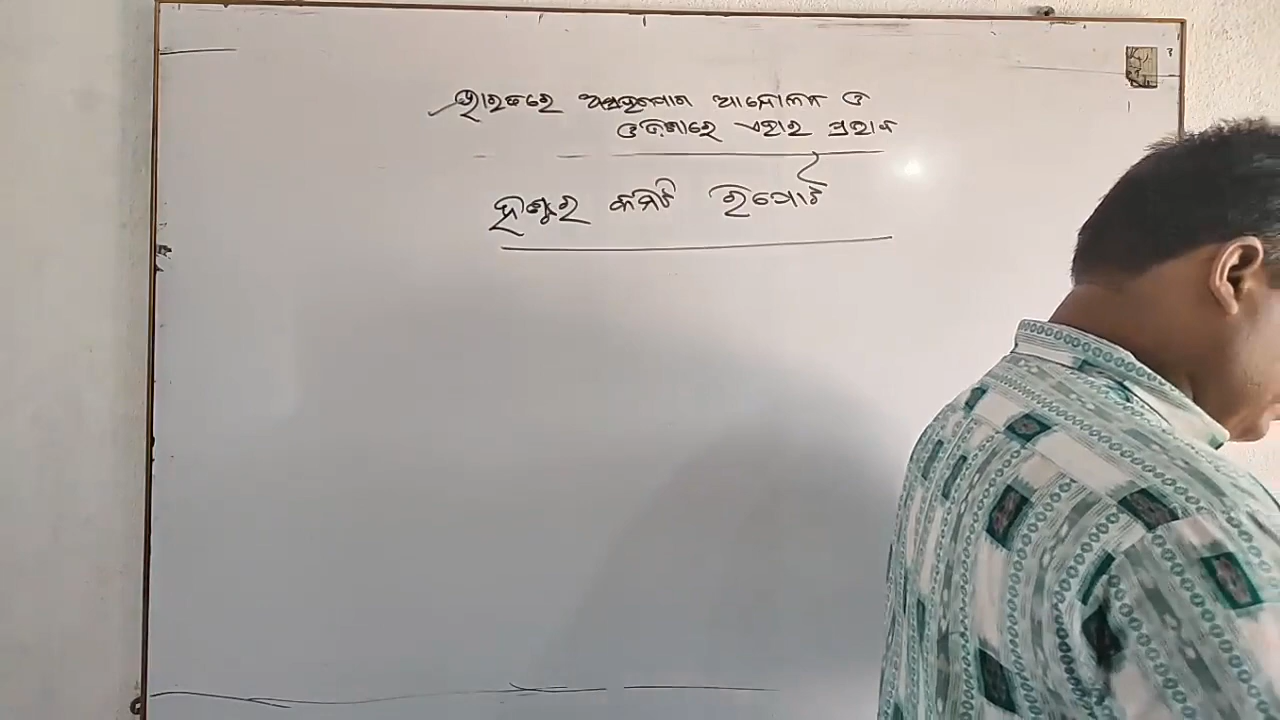 ଭାରତରେ ଅସହଯୋଗ ଆନ୍ଦୋଳନ ଓ
ଓଡ଼ିଶାରେ ଏହାର ପ୍ରଭାବ
ହଣ୍ଟର କମିଟି ରିପୋର୍ଟ